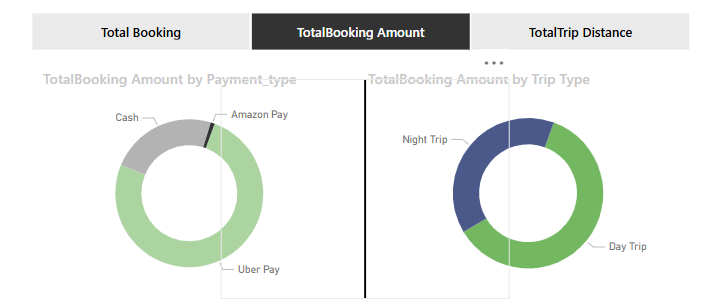 Total Booking
TotalBooking Amount
TotalTrip Distance
TotalBooking Amount by Payment_type
TotalBooking Amount by Trip Type
Cash
Amazon Pay
Uber Pay
Night Trip
Day Trip